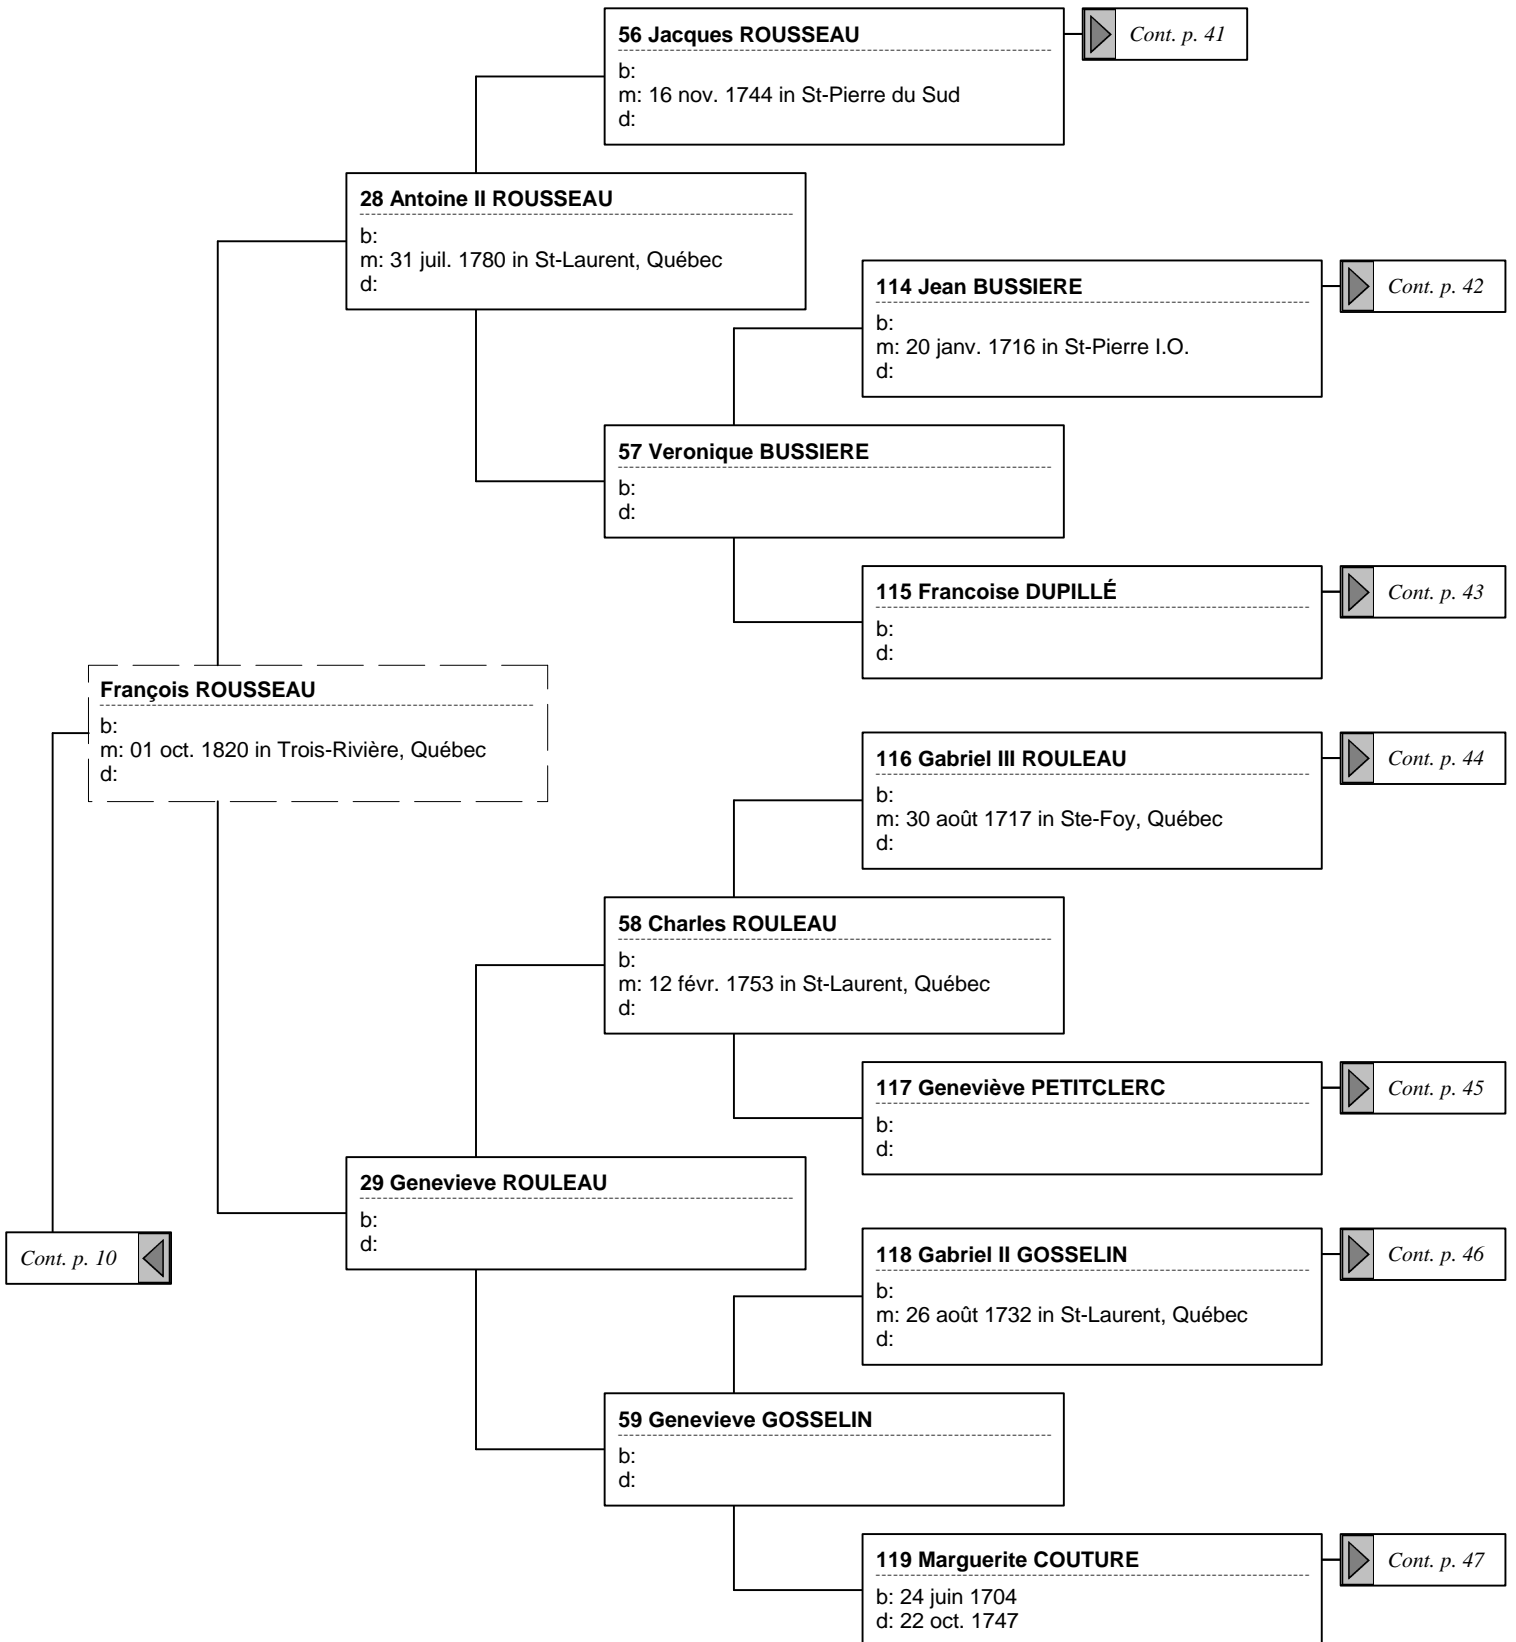 56 Jacques ROUSSEAU
b:
m: 16 nov. 1744 in St-Pierre du Sud
d:
Cont. p. 41
28 Antoine II ROUSSEAU
b:
m: 31 juil. 1780 in St-Laurent, Québec
d:
114 Jean BUSSIERE
b:
m: 20 janv. 1716 in St-Pierre I.O.
d:
Cont. p. 42
57 Veronique BUSSIERE
b:
d:
115 Francoise DUPILLÉ
b:
d:
Cont. p. 43
François ROUSSEAU
b:
m: 01 oct. 1820 in Trois-Rivière, Québec
d:
116 Gabriel III ROULEAU
b:
m: 30 août 1717 in Ste-Foy, Québec
d:
Cont. p. 44
58 Charles ROULEAU
b:
m: 12 févr. 1753 in St-Laurent, Québec
d:
117 Geneviève PETITCLERC
b:
d:
Cont. p. 45
29 Genevieve ROULEAU
b:
d:
Cont. p. 10
118 Gabriel II GOSSELIN
b:
m: 26 août 1732 in St-Laurent, Québec
d:
Cont. p. 46
59 Genevieve GOSSELIN
b:
d:
119 Marguerite COUTURE
b: 24 juin 1704
d: 22 oct. 1747
Cont. p. 47